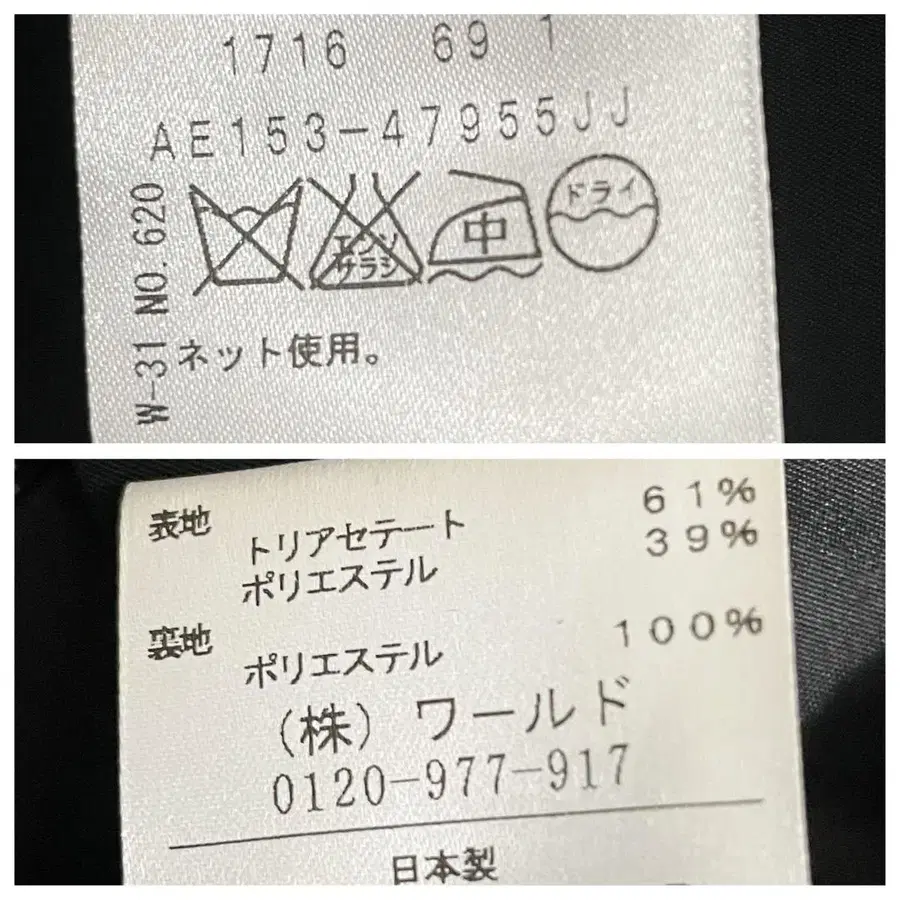 1716 69 1
AE153-47955JJ
W-31 NO.620
エンソ
サラシ
中
ドライ
ネット使用。
表地
トリアセテート 61%
ポリエステル 39%
裏地
ポリエステル 100%
(株) ワールド
0120-977-917
日本製